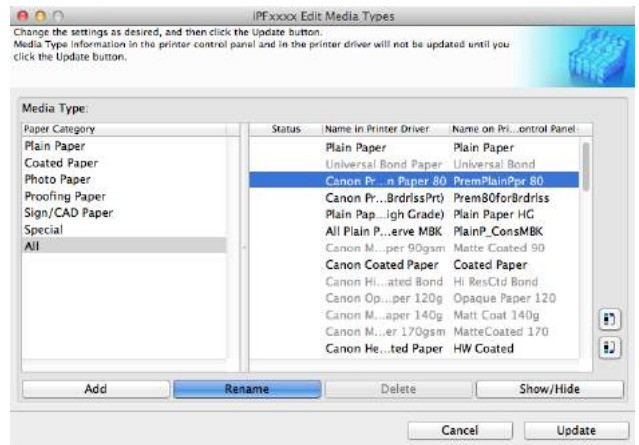 IPFxxxx Edit Media Types
Change the settings as desired, and then click the Update button.
Media Type Information in the printer control panel and in the printer driver will not be updated until you
click the Update button.
Media Type:
Paper Category
Plain Paper
Coated Paper
Photo Paper
Proofing Paper
Sign/CAD Paper
Special
All
Status Name in Printer Driver Name on Pri...ontrol Panel
Plain Paper Plain Paper
Universal Bond Paper Universal Bond
Canon Pr...n Paper 80 PremPlainPpr 80
Canon Pr...BrdrlssPrt) Prem80forBrdrlss
Plain Pap...igh Grade) Plain Paper HG
All Plain P...erve MBK PlainP_ConsMBK
Canon M...per 90gsm Matte Coated 90
Canon Coated Paper Coated Paper
Canon Hi...ated Bond Hi ResCtd Bond
Canon Op...per 120g Opaque Paper 120
Canon M...aper 140g Matt Coat 140g
Canon M...er 170gsm MatteCoated 170
Canon He...ted Paper HW Coated
Add Rename Delete Show/Hide
Cancel Update